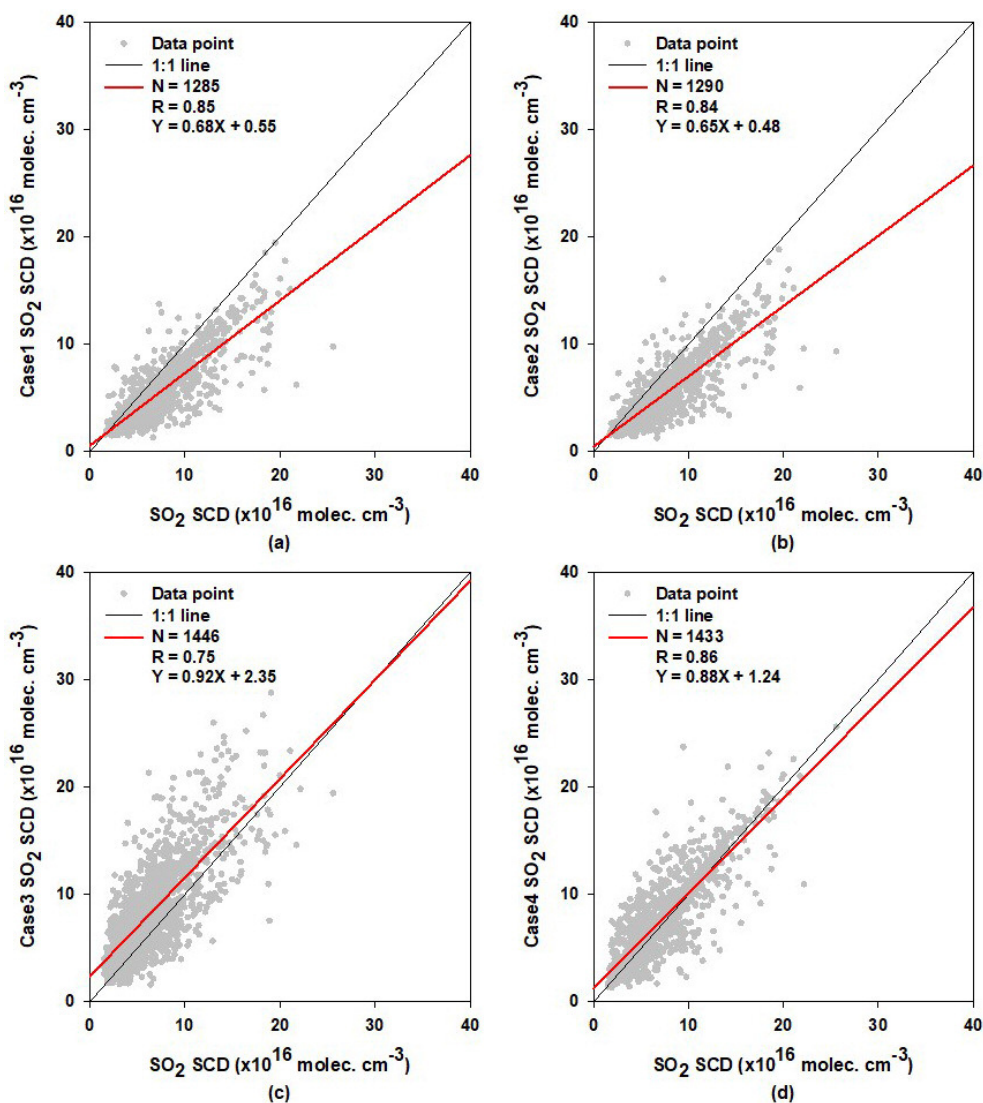 40
30
20
10
0
Case1 SO2 SCD (x10^16 molec. cm^-3)
Data point
1:1 line
N = 1285
R = 0.85
Y = 0.68X + 0.55
0 10 20 30 40
SO2 SCD (x10^16 molec. cm^-3)
(a)
40
30
20
10
0
Case2 SO2 SCD (x10^16 molec. cm^-3)
Data point
1:1 line
N = 1290
R = 0.84
Y = 0.65X + 0.48
0 10 20 30 40
SO2 SCD (x10^16 molec. cm^-3)
(b)
40
30
20
10
0
Case3 SO2 SCD (x10^16 molec. cm^-3)
Data point
1:1 line
N = 1446
R = 0.75
Y = 0.92X + 2.35
0 10 20 30 40
SO2 SCD (x10^16 molec. cm^-3)
(c)
40
30
20
10
0
Case4 SO2 SCD (x10^16 molec. cm^-3)
Data point
1:1 line
N = 1433
R = 0.86
Y = 0.88X + 1.24
0 10 20 30 40
SO2 SCD (x10^16 molec. cm^-3)
(d)